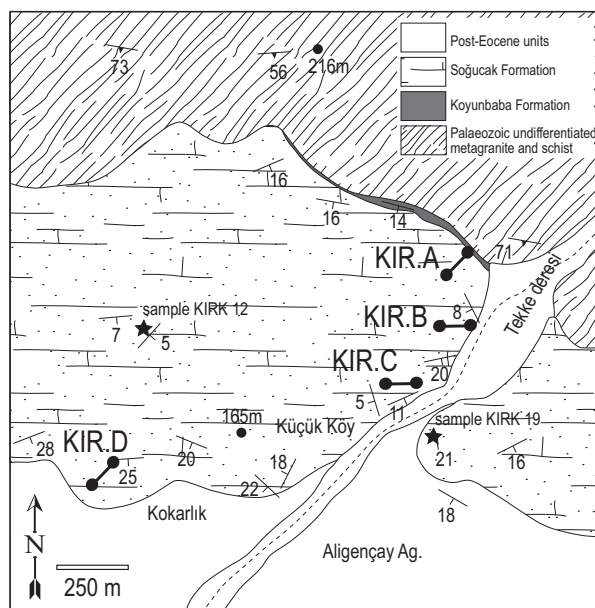 73
56
216m
Post-Eocene units
Soğucak Formation
Koyunbaba Formation
Palaeozoic undifferentiated
metagranite and schist
16
16
14
71
KIR.A
Tekke deresi
sample KIRK 12
7
5
KIR.B
8
KIR.C
20
5
11
165m
Küçük Köy
sample KIRK 19
28
KIR.D
25
20
18
22
21
16
18
Kokarlık
N
Aligençay Ag.
250 m